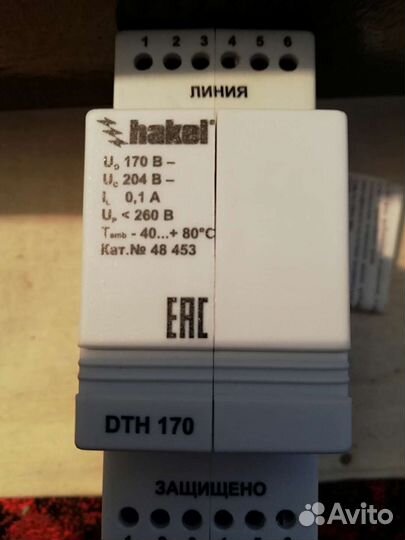 1 2 3 4 5 6
ЛИНИЯ
hakel®
Uo 170 В –
Uc 204 В –
IL 0,1 А
UP < 260 В
Tamb - 40...+ 80°C
Кат.№ 48 453
EAC
DTH 170
ЗАЩИЩЕНО
Avito